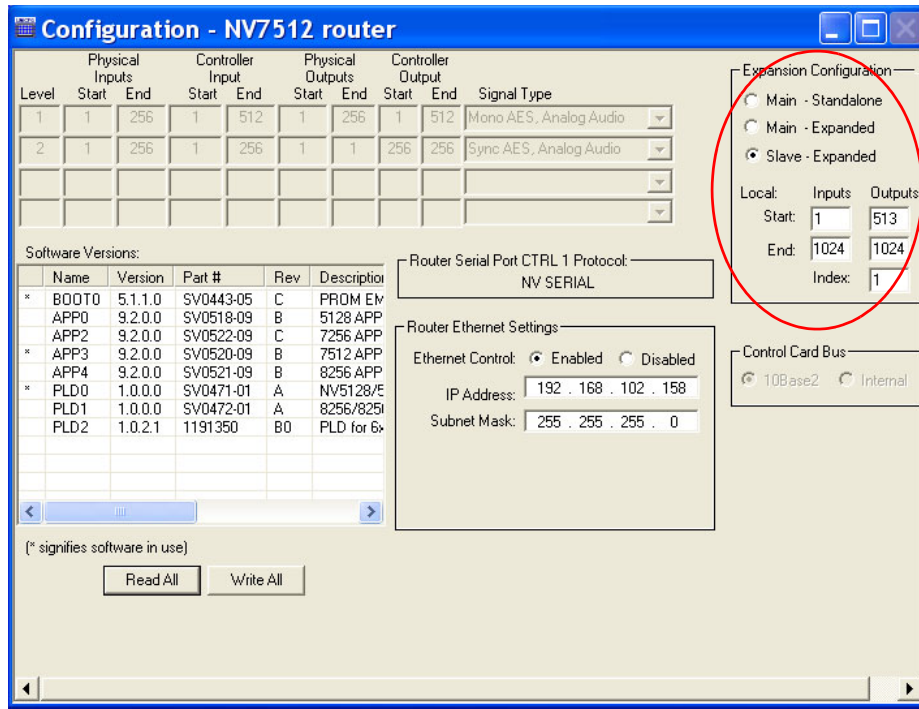 Configuration - NV7512 router
Physical Inputs Controller Input Physical Outputs Controller Output
Level Start End Start End Start End Start End Signal Type
1 1 256 1 512 1 256 1 512 Mono AES, Analog Audio
2 1 256 1 256 1 1 256 256 Sync AES, Analog Audio
Expansion Configuration
Main - Standalone
Main - Expanded
Slave - Expanded
Local: Inputs Outputs
Start: 1 513
End: 1024 1024
Index: 1
Software Versions:
Name Version Part # Rev Description
* BOOT0 5.1.1.0 SV0443-05 C PROM EM
APP0 9.2.0.0 SV0518-09 B 5128 APP
APP2 9.2.0.0 SV0522-09 C 7256 APP
* APP3 9.2.0.0 SV0520-09 B 7512 APP
APP4 9.2.0.0 SV0521-09 B 8256 APP
* PLD0 1.0.0.0 SV0471-01 A NV5128/5
PLD1 1.0.0.0 SV0472-01 A 8256/825
PLD2 1.0.2.1 1191350 B0 PLD for 6x
(* signifies software in use)
Read All Write All
Router Serial Port CTRL 1 Protocol:
NV SERIAL
Router Ethernet Settings
Ethernet Control: Enabled Disabled
IP Address: 192 . 168 . 102 . 158
Subnet Mask: 255 . 255 . 255 . 0
Control Card Bus
10Base2 Internal